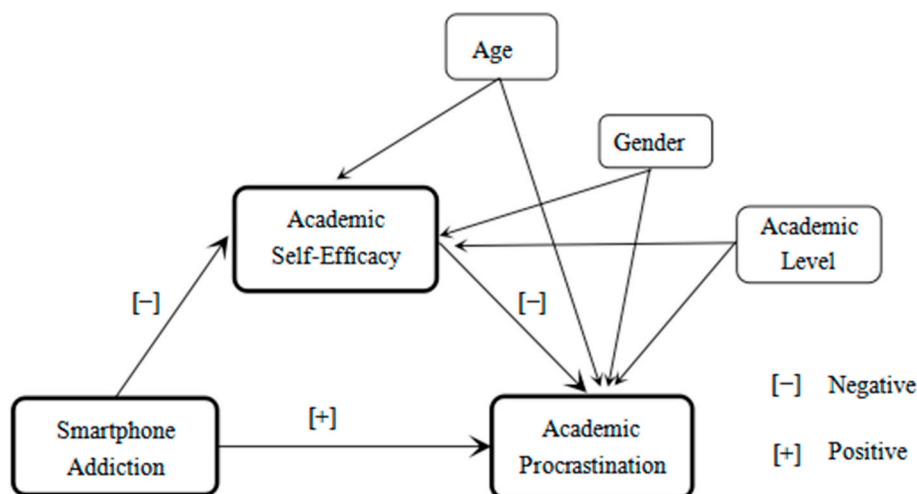 Age
Gender
Academic
Self-Efficacy
Academic
Level
[−]
[−]
[−] Negative
[+]
Smartphone
Addiction
Academic
Procrastination
[+] Positive